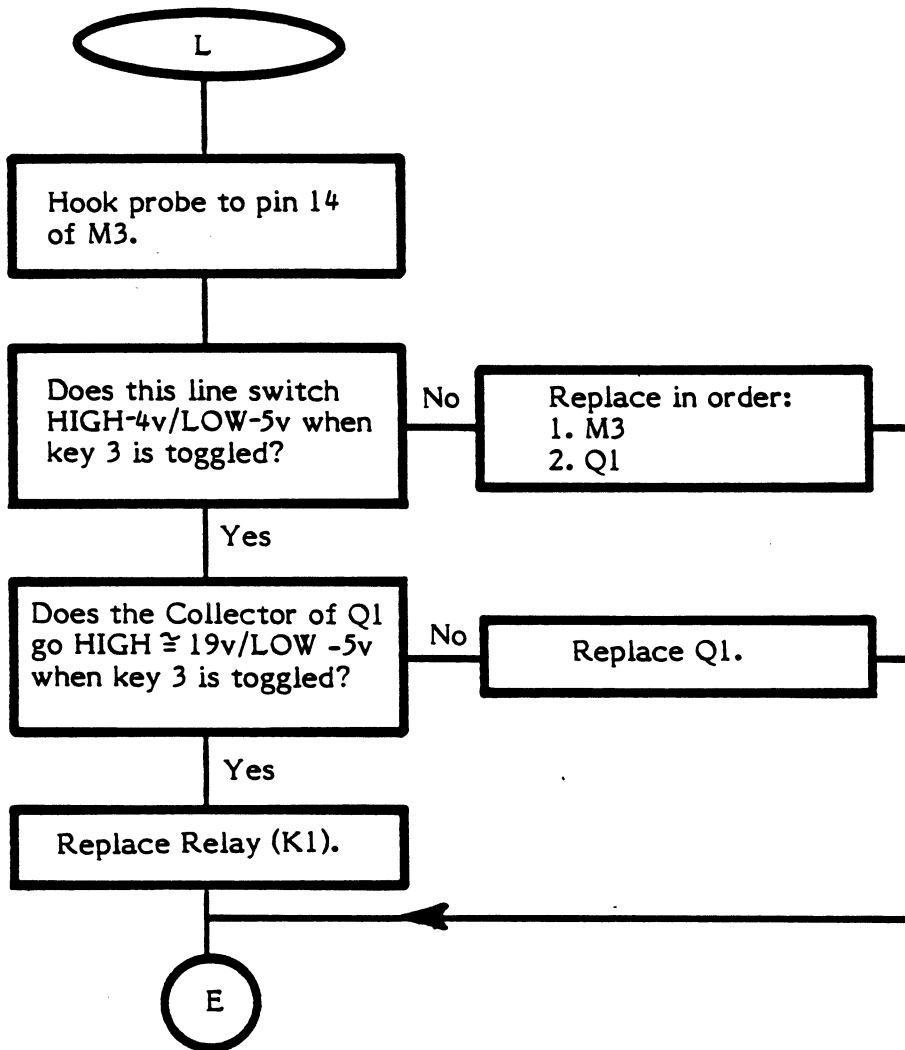 L
Hook probe to pin 14
of M3.
Does this line switch
HIGH-4v/LOW-5v when
key 3 is toggled?
No
Replace in order:
1. M3
2. Q1
Yes
Does the Collector of Q1
go HIGH ≅ 19v/LOW -5v
when key 3 is toggled?
No
Replace Q1.
Yes
Replace Relay (K1).
E